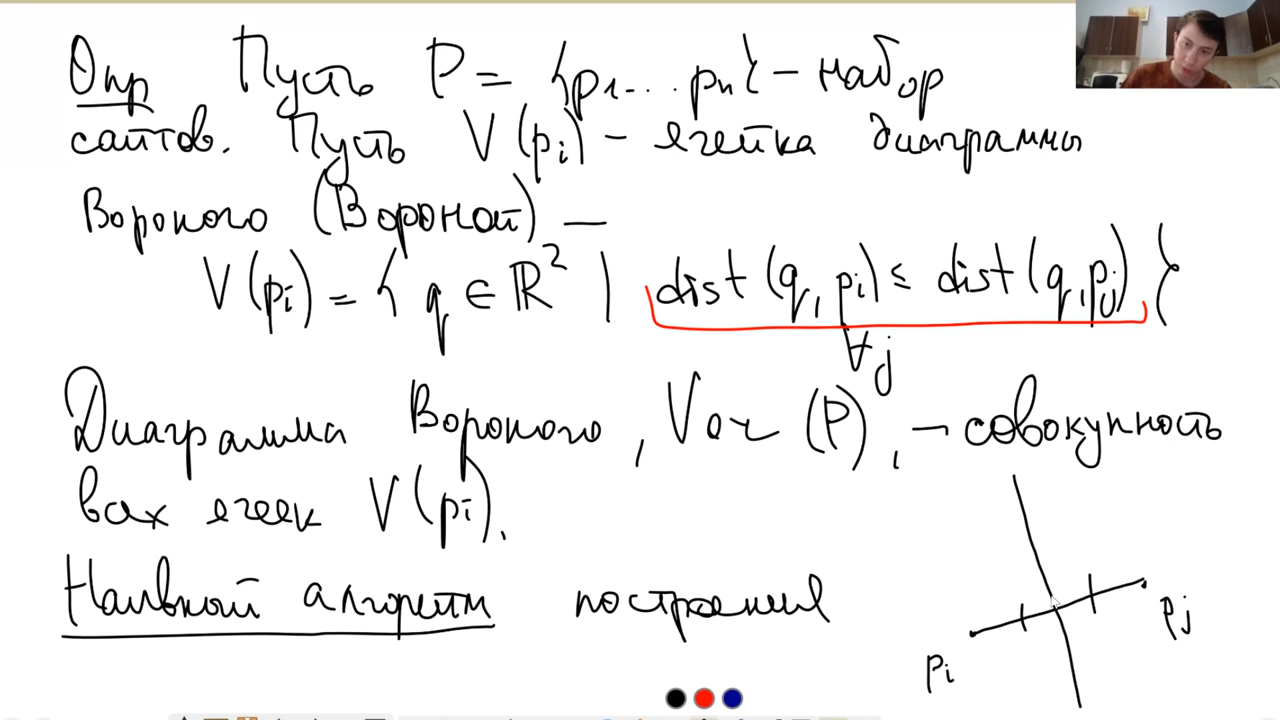 Опр Пусть P = {p1...pn} – набор
сайтов. Пусть V(pi) – ячейка диаграммы
Вороного (Вороной) —
V(pi) = { q ∈ ℝ² | dist(q, pi) ≤ dist(q, pj) }
∀j
Диаграмма Вороного, Vor(P), – совокупность
всех ячеек V(pi).
Наивный алгоритм построения
pi
pj